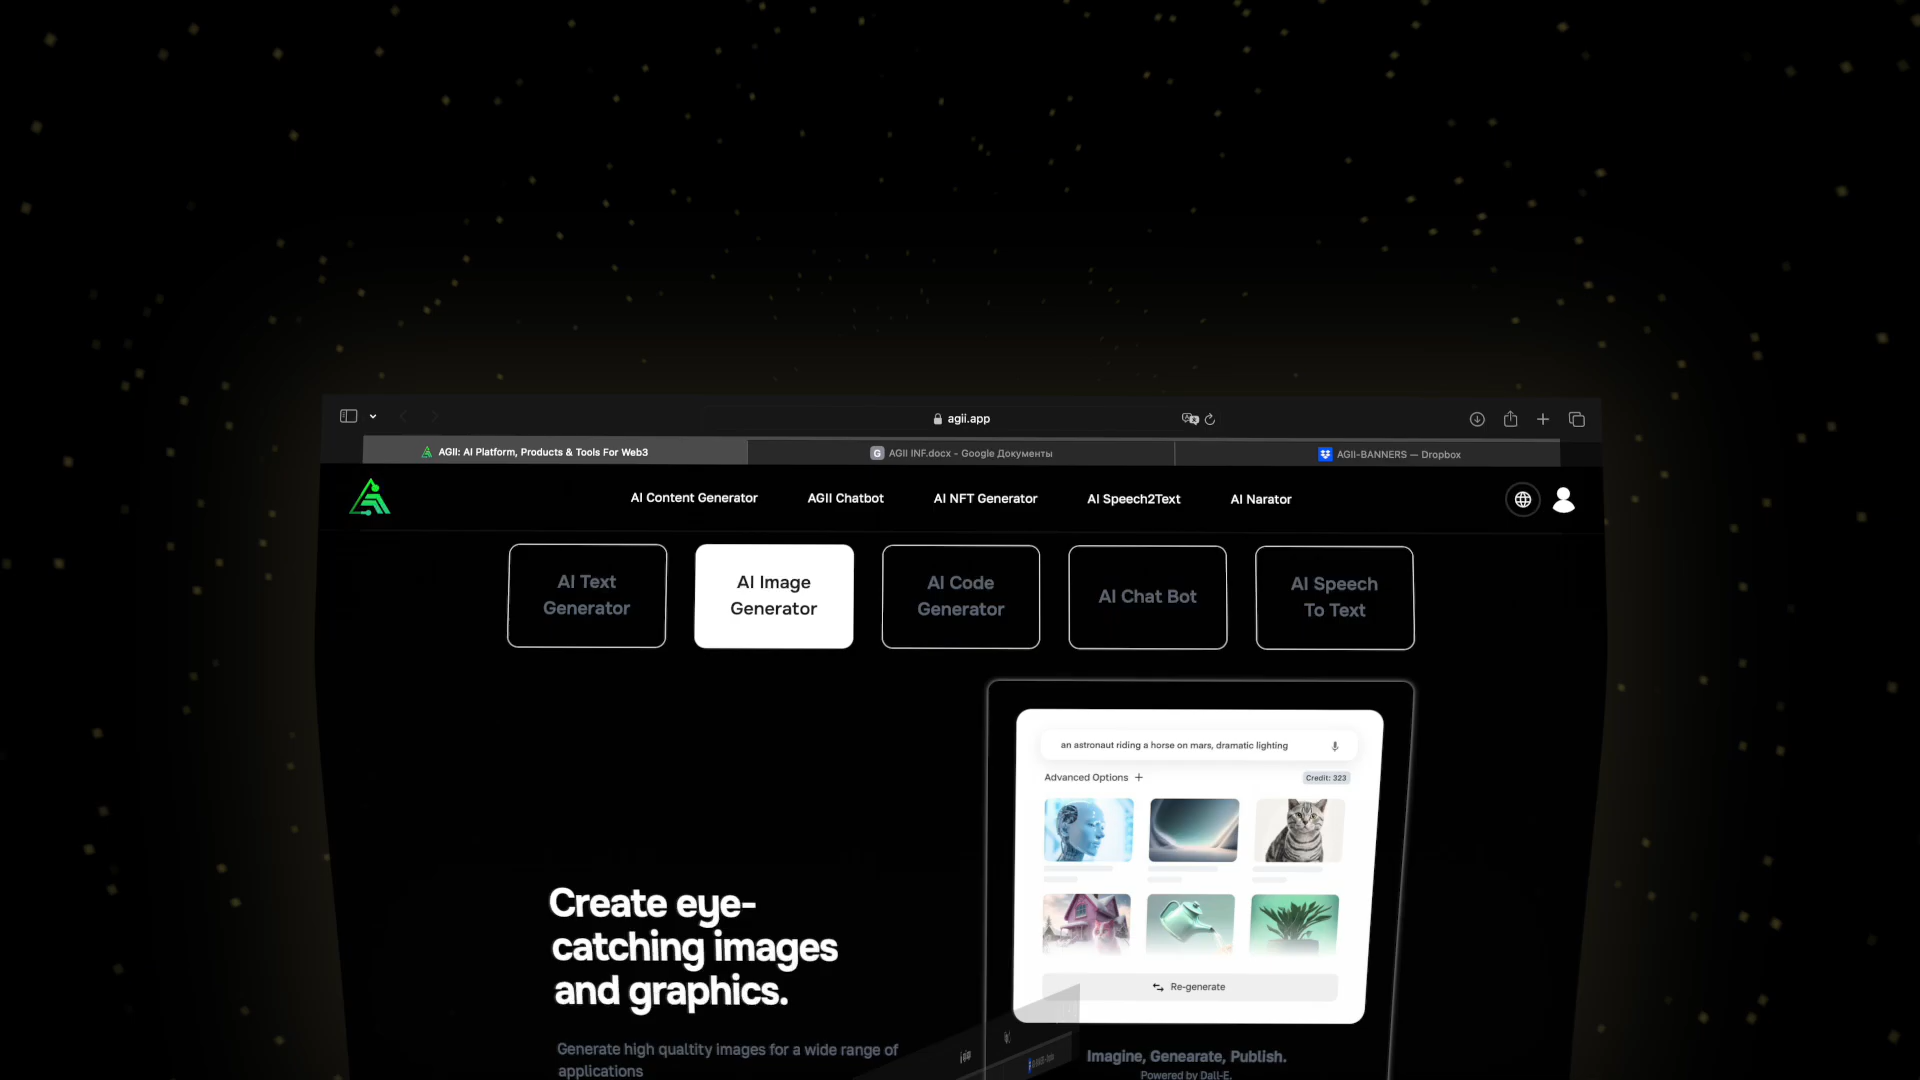 agii.app
AGII: AI Platform, Products & Tools For Web3
G AGII INF.docx - Google Документы
AGII-BANNERS — Dropbox
AI Content Generator
AGII Chatbot
AI NFT Generator
AI Speech2Text
AI Narator
AI Text
Generator
AI Image
Generator
AI Code
Generator
AI Chat Bot
AI Speech
To Text
an astronaut riding a horse on mars, dramatic lighting
Advanced Options +
Credit: 323
Re-generate
Create eye-
catching images
and graphics.
Generate high qualtity images for a wide range of
applications
Imagine, Genearate, Publish.
Powered by Dall-E.